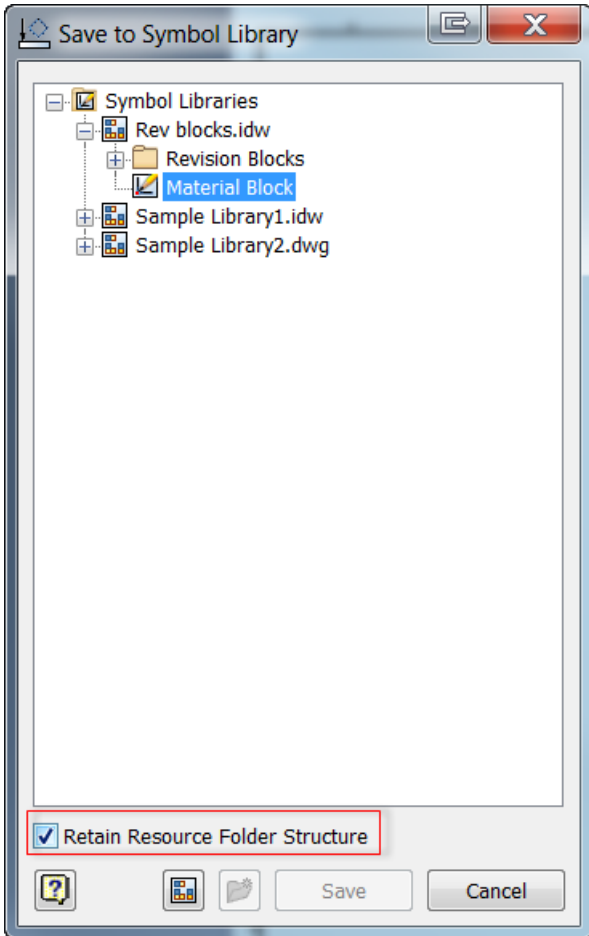 Save to Symbol Library
Symbol Libraries
Rev blocks.idw
Revision Blocks
Material Block
Sample Library1.idw
Sample Library2.dwg
Retain Resource Folder Structure
Save Cancel